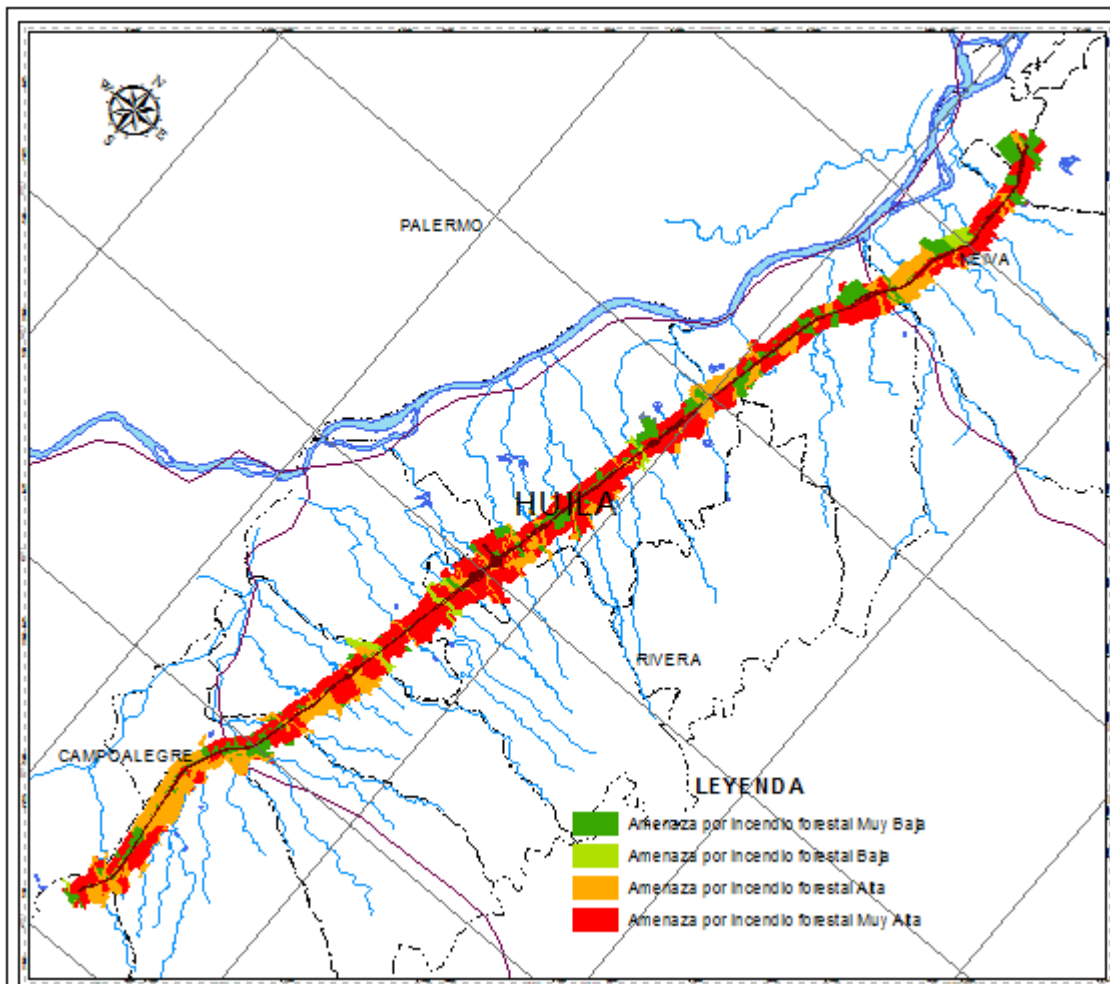 N
W
E
S
PALERMO
NEIVA
HUILA
RIVERA
CAMPOALEGRE
LEYENDA
Amenaza por Incendio forestal Muy Baja
Amenaza por Incendio forestal Baja
Amenaza por Incendio forestal Alta
Amenaza por Incendio forestal Muy Alta